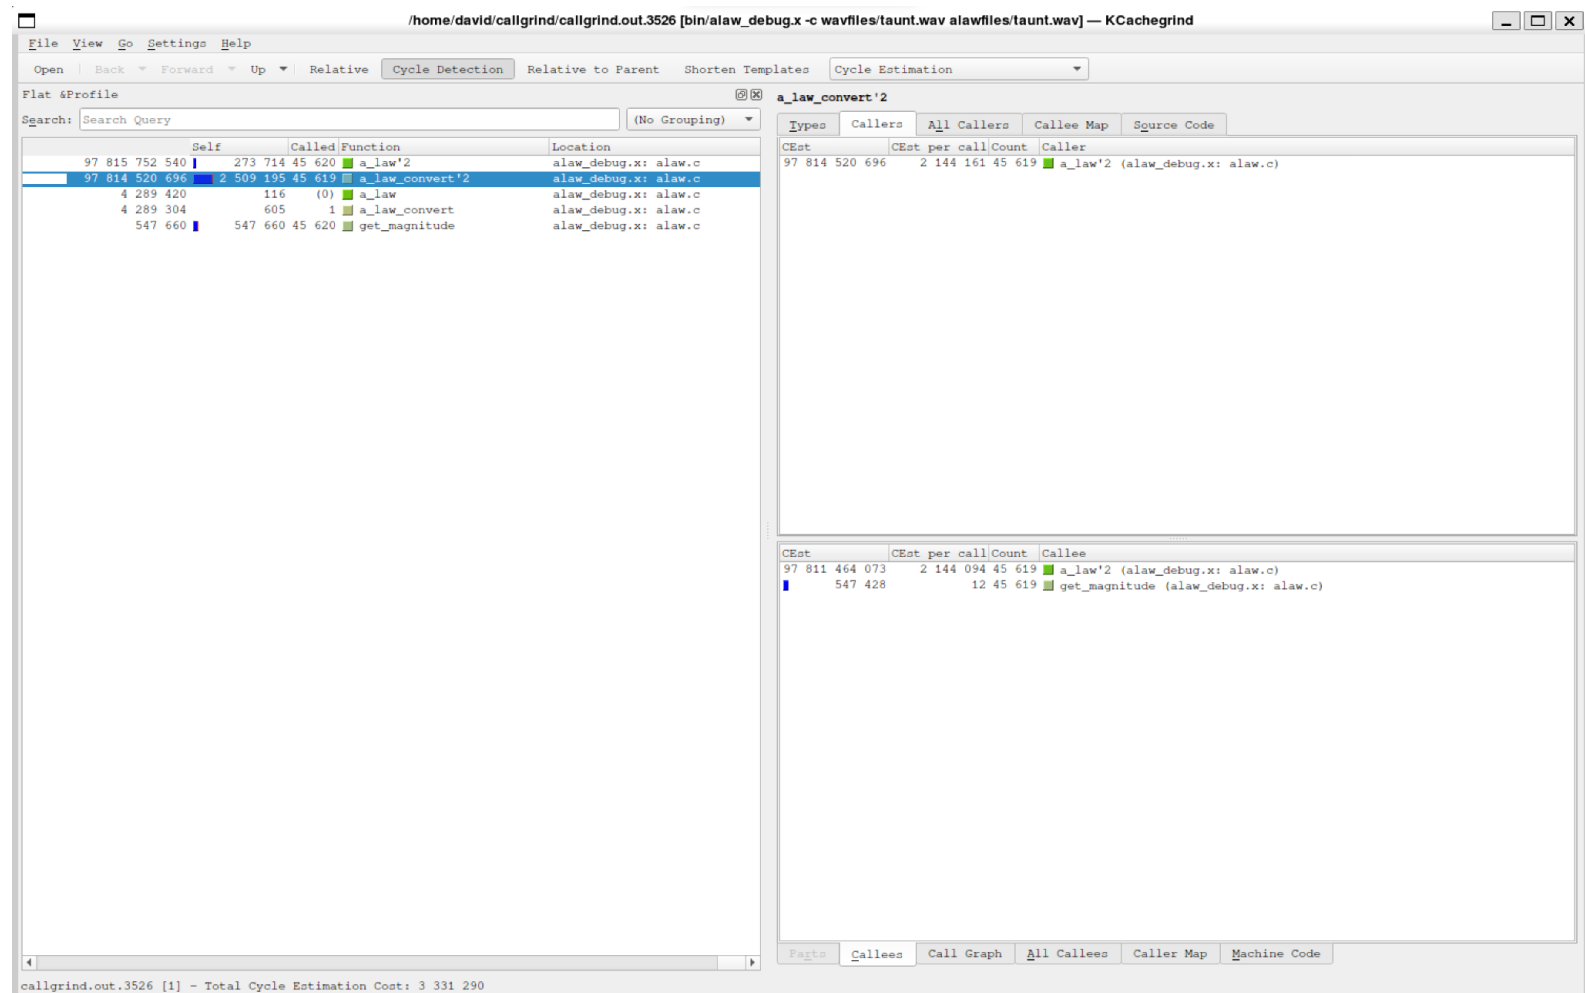 /home/david/callgrind/callgrind.out.3526 [bin/alaw_debug.x -c wavfiles/taunt.wav alawfiles/taunt.wav] — KCachegrind
File View Go Settings Help
Open Back Forward Up Relative Cycle Detection Relative to Parent Shorten Templates Cycle Estimation
Flat &Profile
Search: Search Query (No Grouping)
Self Called Function Location
97 815 752 540 273 714 45 620 a_law'2 alaw_debug.x: alaw.c
97 814 520 696 2 509 195 45 619 a_law_convert'2 alaw_debug.x: alaw.c
4 289 420 116 (0) a_law alaw_debug.x: alaw.c
4 289 304 605 1 a_law_convert alaw_debug.x: alaw.c
547 660 547 660 45 620 get_magnitude alaw_debug.x: alaw.c
a_law_convert'2
Types Callers All Callers Callee Map Source Code
CEst CEst per call Count Caller
97 814 520 696 2 144 161 45 619 a_law'2 (alaw_debug.x: alaw.c)
CEst CEst per call Count Callee
97 811 464 073 2 144 094 45 619 a_law'2 (alaw_debug.x: alaw.c)
547 428 12 45 619 get_magnitude (alaw_debug.x: alaw.c)
Parts Callees Call Graph All Callees Caller Map Machine Code
callgrind.out.3526 [1] - Total Cycle Estimation Cost: 3 331 290